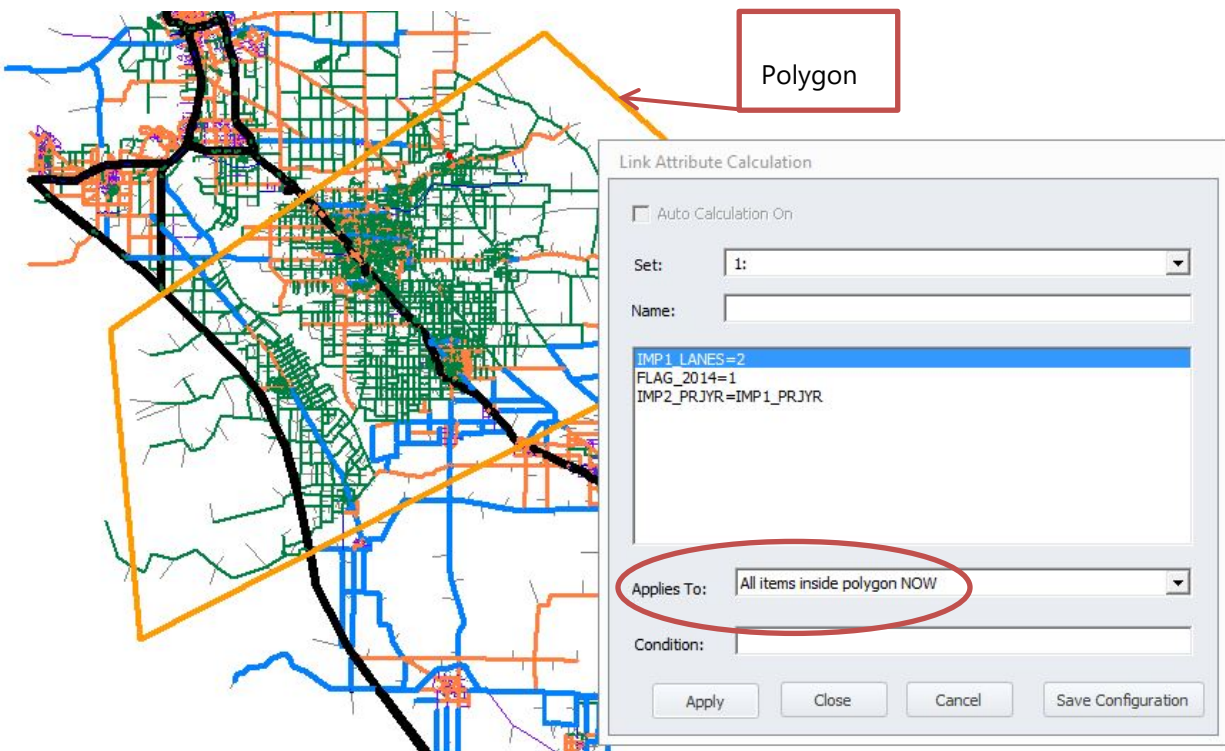 Polygon
Link Attribute Calculation
Auto Calculation On
Set: 1:
Name:
IMP1_LANES=2
FLAG_2014=1
IMP2_PRJYR=IMP1_PRJYR
Applies To: All items inside polygon NOW
Condition:
Apply Close Cancel Save Configuration